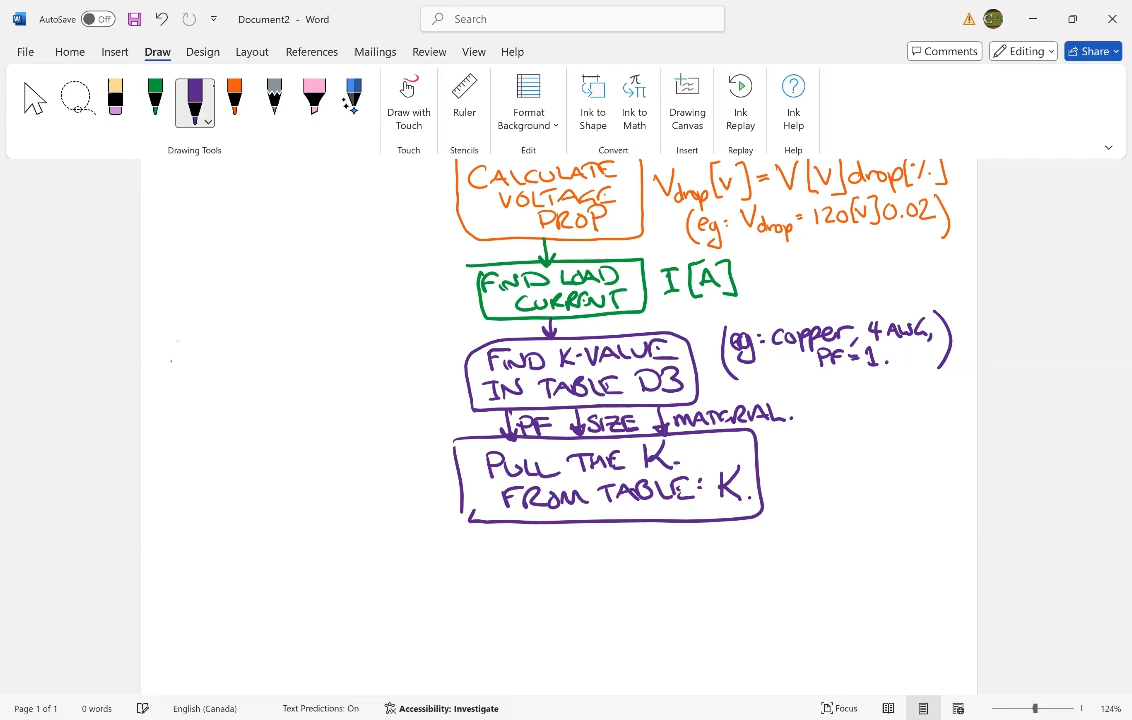 AutoSave Off Document2 - Word Search
File Home Insert Draw Design Layout References Mailings Review View Help Comments Editing Share
Draw with Touch Ruler Format Background Ink to Shape Ink to Math Drawing Canvas Ink Replay Ink Help
Drawing Tools Touch Stencils Edit Convert Insert Replay Help
CALCULATE
VOLTAGE
DROP
Vdrop[v] = V[v]drop[%]
(eg: Vdrop = 120[v]0.02)
FIND LOAD
CURRENT
I[A]
FIND K-VALUE
IN TABLE D3
(eg: copper, 4 AWG,
PF = 1.)
PF SIZE MATERIAL.
PULL THE K.
FROM TABLE: K.
Page 1 of 1 0 words English (Canada) Text Predictions: On Accessibility: Investigate Focus 124%